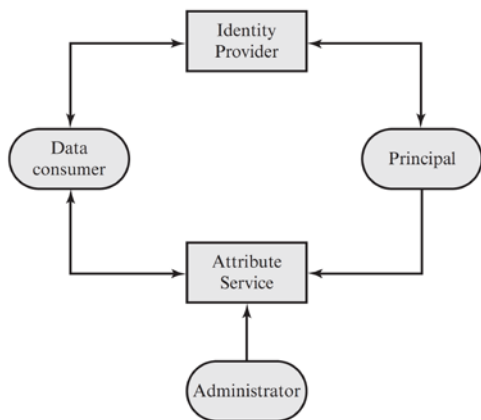 Identity
Provider
Data
consumer
Principal
Attribute
Service
Administrator